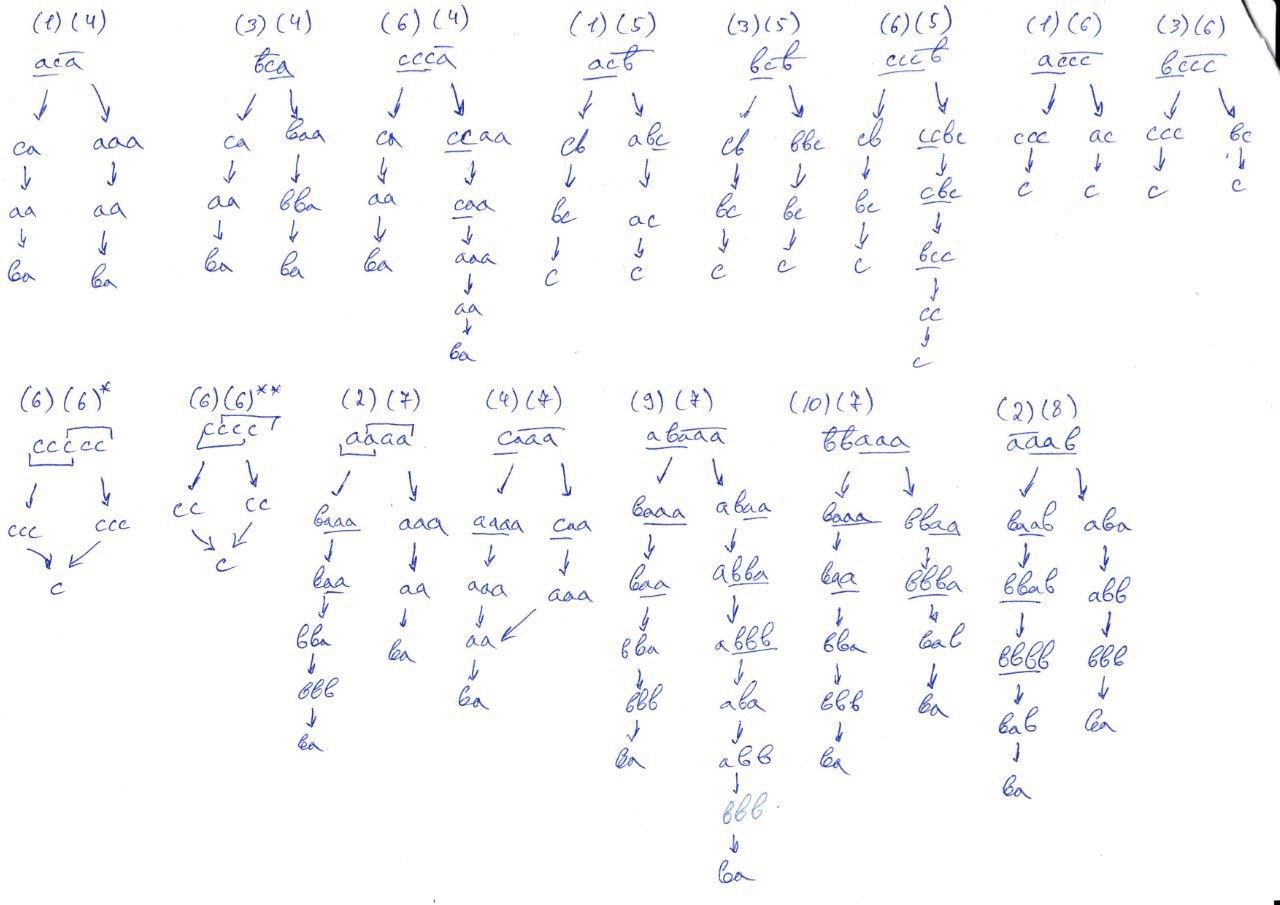 (1)(4) (3)(4) (6)(4) (1)(5) (3)(5) (6)(5) (1)(6) (3)(6)
aca bca ccca acb bcb cccb accc bccc
ca aaa ca baa ca ccaa cb abc cb bbc cb ccbc ccc ac ccc bc
aa aa aa bba aa caa bc ac bc bc bc cbc c c c c
ba ba ba ba ba aaa c c c c c bcc
aa cc
ba c
(6)(6)* (6)(6)** (2)(7) (4)(7) (9)(7) (10)(7) (2)(8)
ccccc cccc aaaa caaa abaaa bbaaa aaab
ccc ccc cc cc baaa aaa aaaa caa baaa abaa baaa bbaa baab aba
c c baa aa aaa aaa baa abba baa bbba bbab abb
bba ba aa bba abbb bba bab bbbb bbb
bbb ba bbb aba bbb ba bab ba
ba ba abb ba ba
bbb
ba